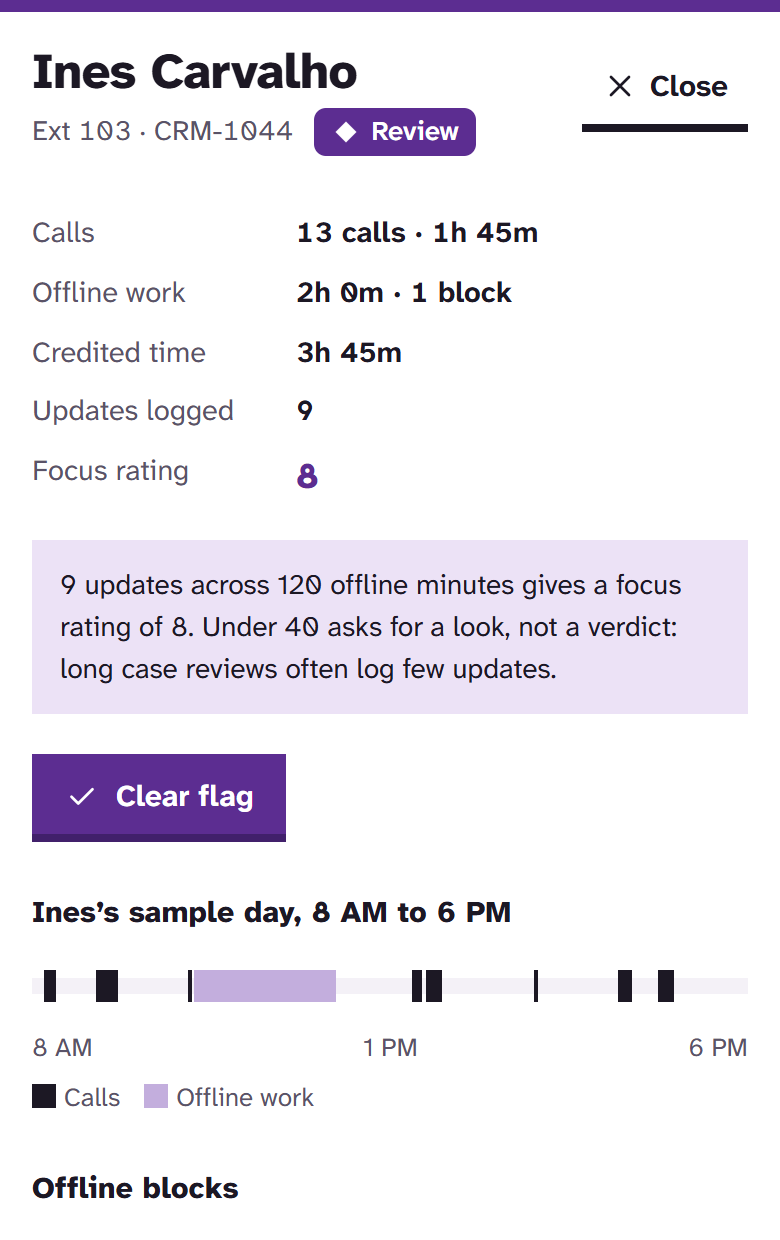 Ines Carvalho
Close
Ext 103 · CRM-1044
Review
Calls
13 calls · 1h 45m
Offline work
2h 0m · 1 block
Credited time
3h 45m
Updates logged
9
Focus rating
8
9 updates across 120 offline minutes gives a focus
rating of 8. Under 40 asks for a look, not a verdict:
long case reviews often log few updates.
Clear flag
Ines’s sample day, 8 AM to 6 PM
8 AM
1 PM
6 PM
Calls
Offline work
Offline blocks